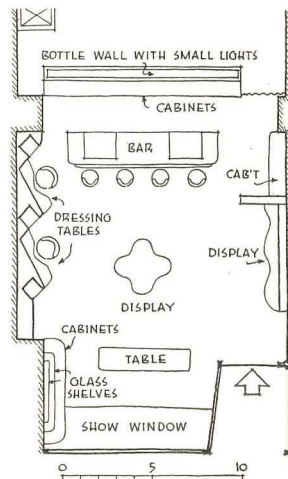 BOTTLE WALL WITH SMALL LIGHTS
CABINETS
BAR
CAB'T
DRESSING
TABLES
DISPLAY
DISPLAY
CABINETS
TABLE
GLASS
SHELVES
SHOW WINDOW
0 5 10